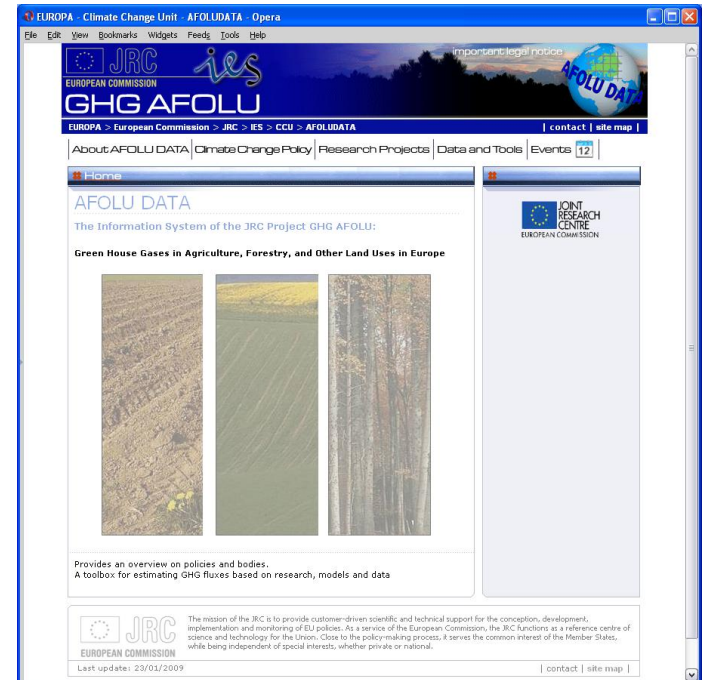 EUROPA - Climate Change Unit - AFOLUDATA - Opera
File Edit View Bookmarks Widgets Feeds Tools Help
important legal notice
JRC ies
EUROPEAN COMMISSION
AFOLU DATA
GHG AFOLU
EUROPA > European Commission > JRC > IES > CCU > AFOLUDATA | contact | site map |
About AFOLU DATA | Climate Change Policy | Research Projects | Data and Tools | Events 12 |
Home
AFOLU DATA
The Information System of the JRC Project GHG AFOLU:
Green House Gases in Agriculture, Forestry, and Other Land Uses in Europe
JOINT
RESEARCH
CENTRE
EUROPEAN COMMISSION
Provides an overview on policies and bodies.
A toolbox for estimating GHG fluxes based on research, models and data
JRC
EUROPEAN COMMISSION
The mission of the JRC is to provide customer-driven scientific and technical support for the conception, development,
implementation and monitoring of EU policies. As a service of the European Commission, the JRC functions as a reference centre of
science and technology for the Union. Close to the policy-making process, it serves the common interest of the Member States,
while being independent of special interests, whether private or national.
Last update: 23/01/2009 | contact | site map |